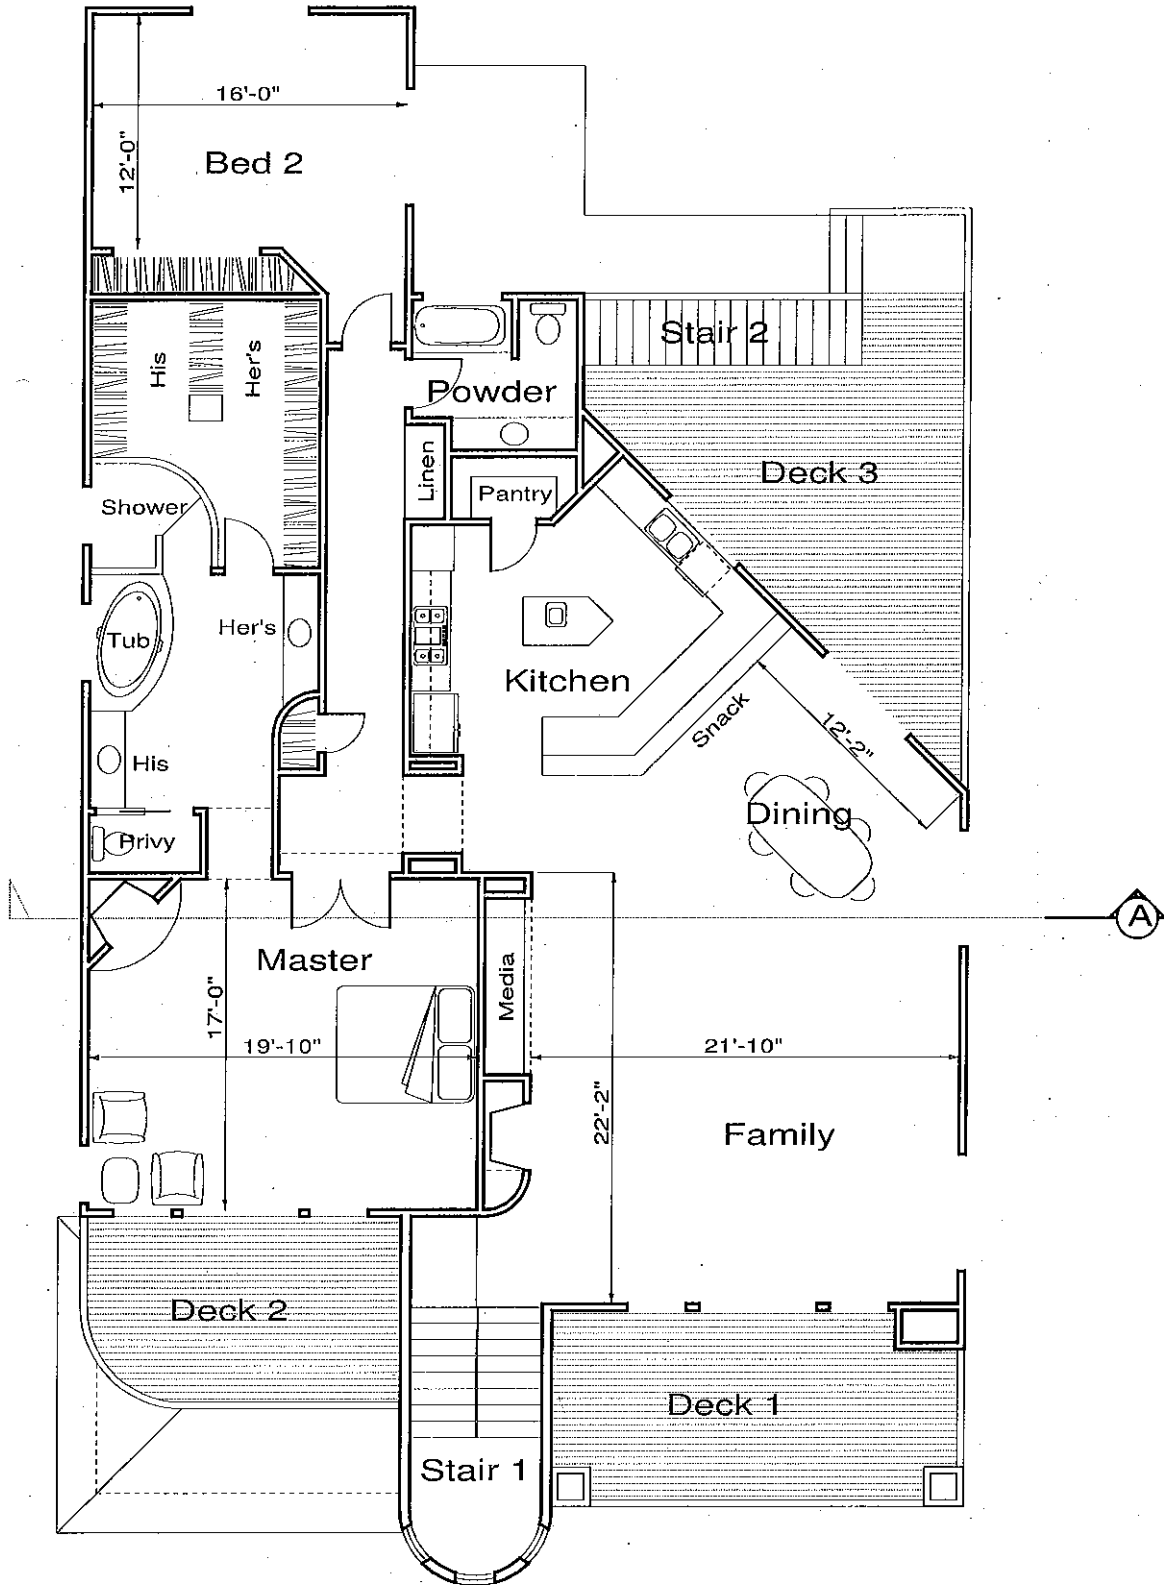 16'-0"
12'-0"
Bed 2
His
Her's
Stair 2
Powder
Linen
Pantry
Deck 3
Shower
Tub
Her's
Kitchen
Snack
12'-2"
His
Dining
Privy
A
Master
17'-0"
19'-10"
Media
21'-10"
22'-2"
Family
Deck 2
Deck 1
Stair 1